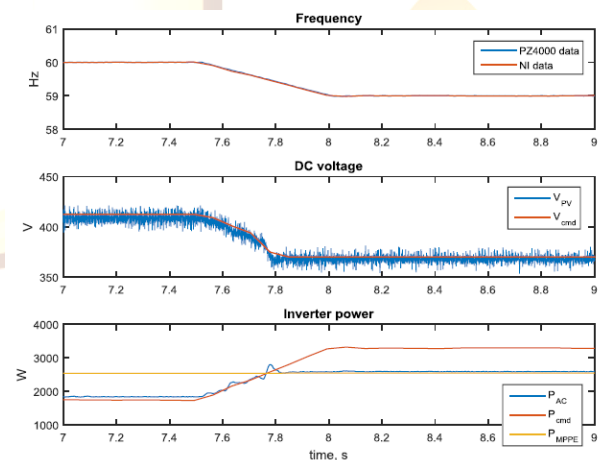 Frequency
61
60
59
58
Hz
PZ4000 data
NI data
7 7.2 7.4 7.6 7.8 8 8.2 8.4 8.6 8.8 9
DC voltage
450
400
350
V
V_PV
V_cmd
7 7.2 7.4 7.6 7.8 8 8.2 8.4 8.6 8.8 9
Inverter power
4000
3000
2000
1000
W
P_AC
P_cmd
P_MPPE
7 7.2 7.4 7.6 7.8 8 8.2 8.4 8.6 8.8 9
time, s